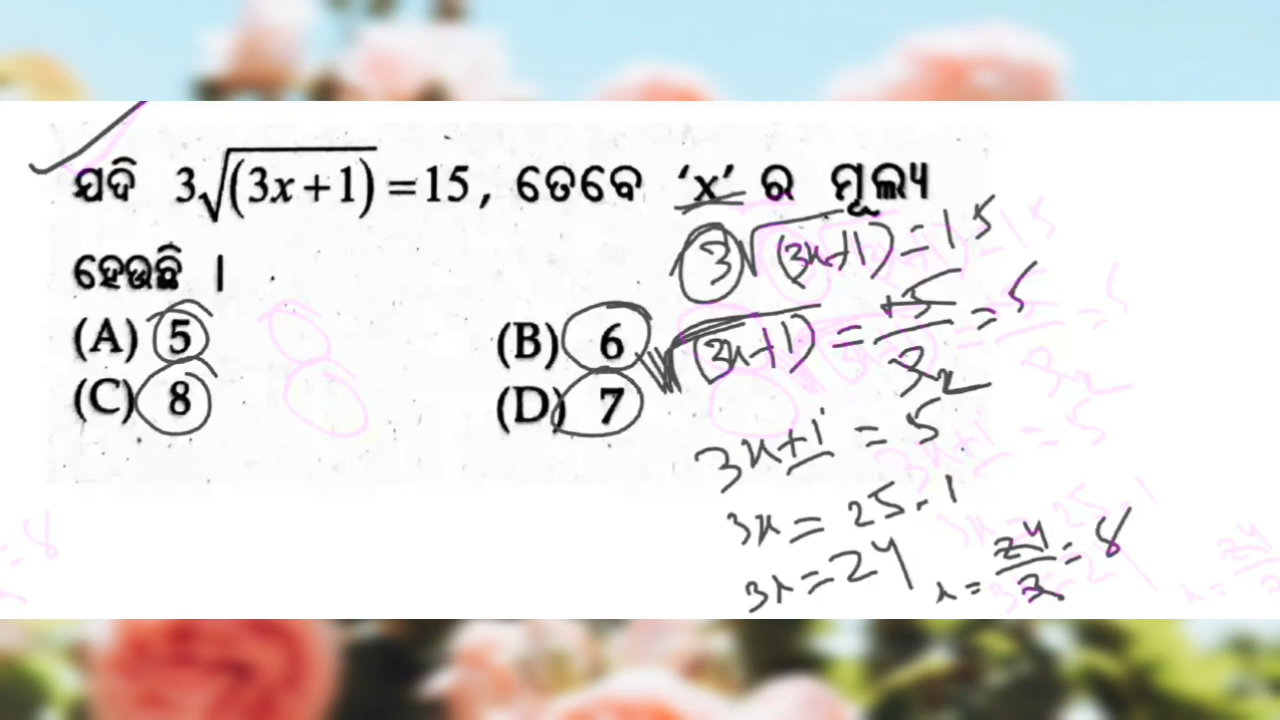 ଯଦି 3√(3x+1) = 15, ତେବେ ‘x’ ର ମୂଲ୍ୟ
ହେଉଛି ।
(A) 5 (B) 6
(C) 8 (D) 7
3√(3x+1) = 15
√(3x+1) = 15/3 = 5
3x+1 = 5
3x = 25-1
3x = 24
x = 24/3 = 8